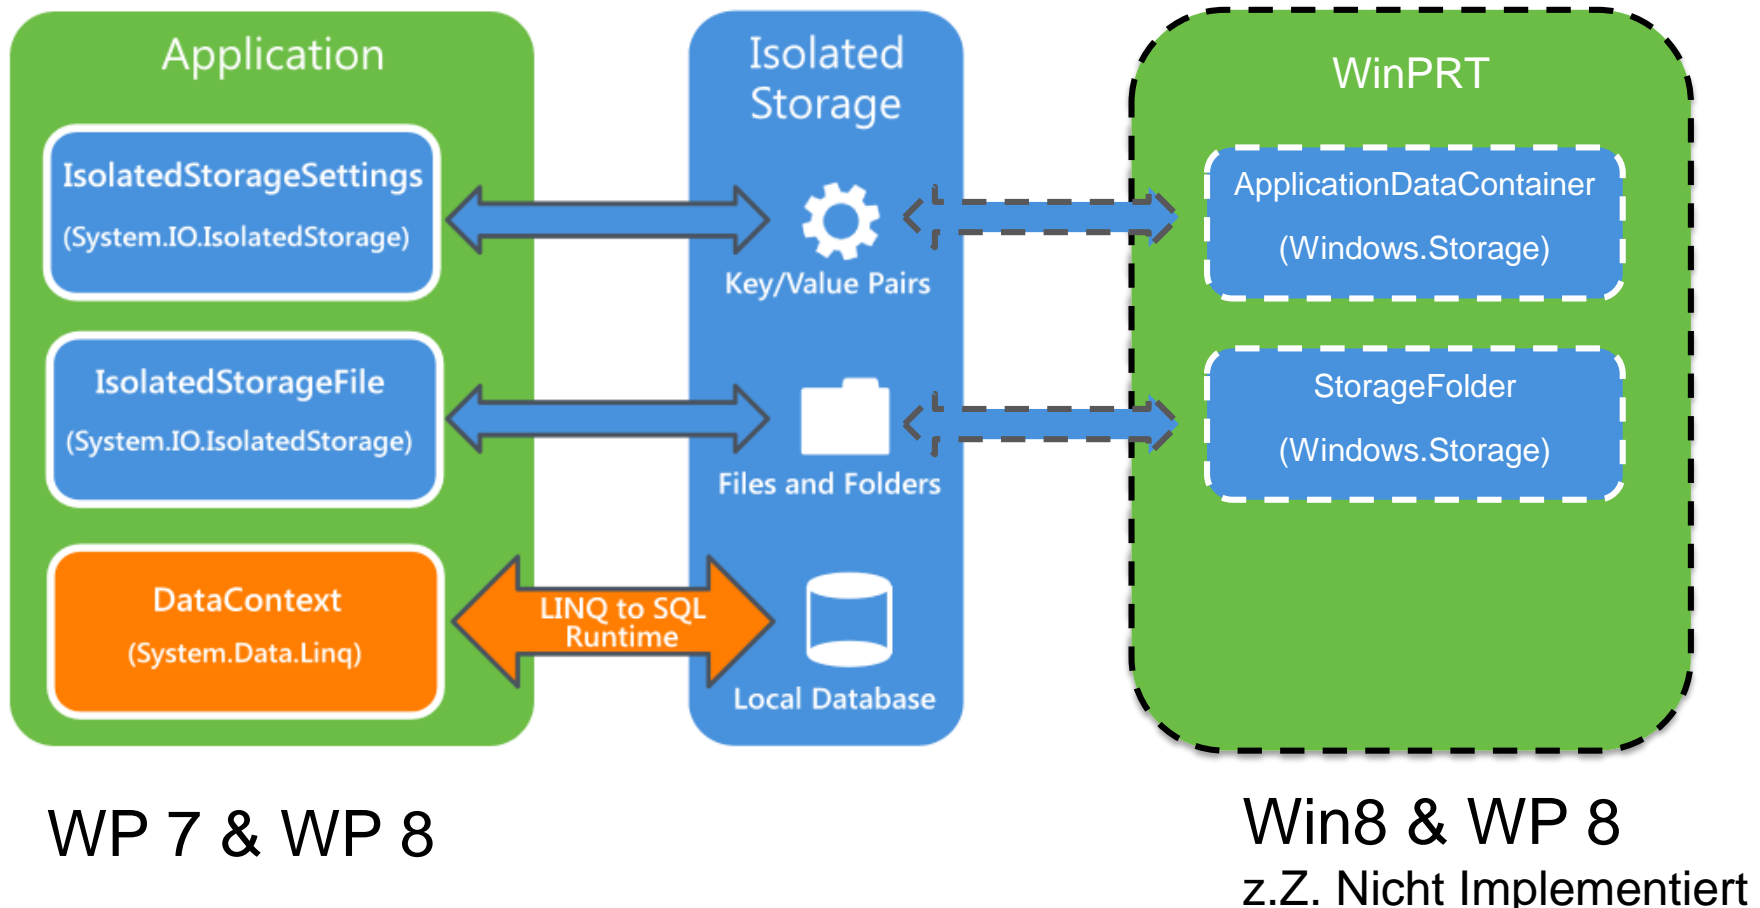 Application
IsolatedStorageSettings
(System.IO.IsolatedStorage)
IsolatedStorageFile
(System.IO.IsolatedStorage)
DataContext
(System.Data.Linq)
LINQ to SQL
Runtime
Isolated
Storage
Key/Value Pairs
Files and Folders
Local Database
WinPRT
ApplicationDataContainer
(Windows.Storage)
StorageFolder
(Windows.Storage)
WP 7 & WP 8
Win8 & WP 8
z.Z. Nicht Implementiert